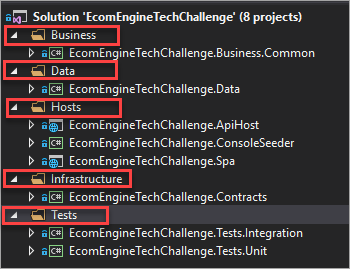 Solution 'EcomEngineTechChallenge' (8 projects)
Business
C# EcomEngineTechChallenge.Business.Common
Data
C# EcomEngineTechChallenge.Data
Hosts
EcomEngineTechChallenge.ApiHost
C# EcomEngineTechChallenge.ConsoleSeeder
EcomEngineTechChallenge.Spa
Infrastructure
C# EcomEngineTechChallenge.Contracts
Tests
C# EcomEngineTechChallenge.Tests.Integration
C# EcomEngineTechChallenge.Tests.Unit